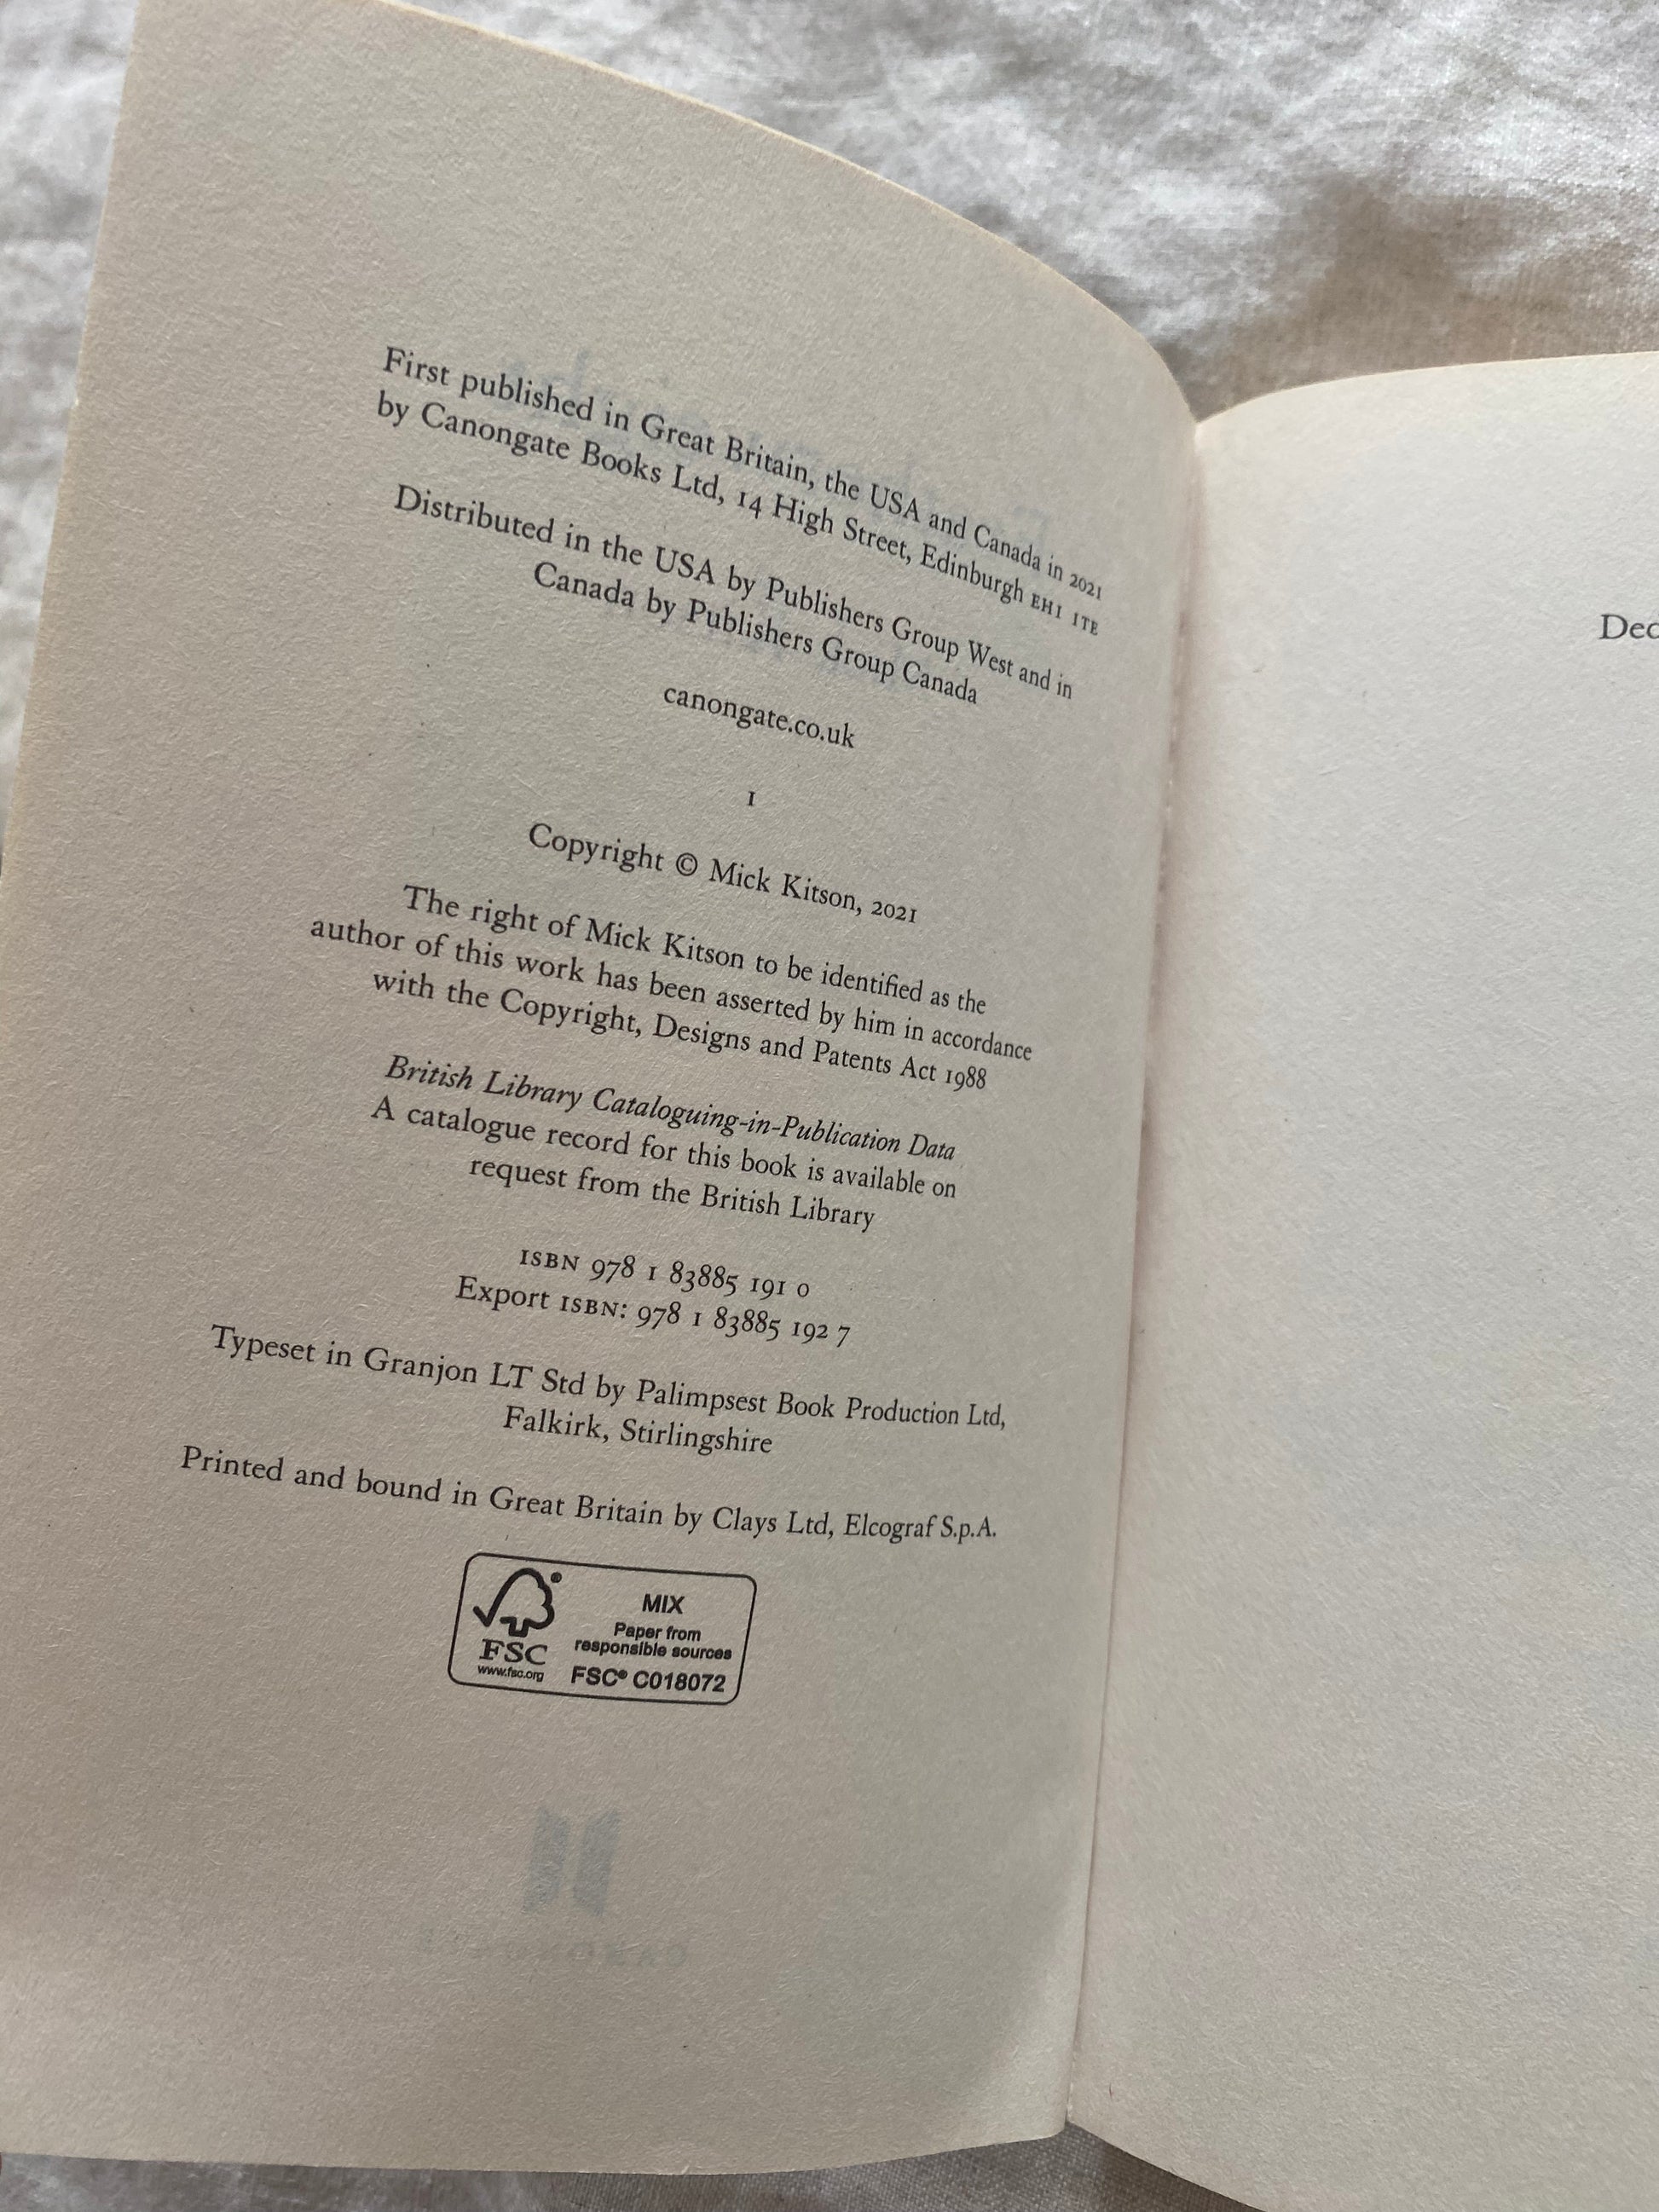 First published in Great Britain, the USA and Canada in 2021
by Canongate Books Ltd, 14 High Street, Edinburgh EH1 1TE
Distributed in the USA by Publishers Group West and in
Canada by Publishers Group Canada
canongate.co.uk
1
Copyright © Mick Kitson, 2021
The right of Mick Kitson to be identified as the
author of this work has been asserted by him in accordance
with the Copyright, Designs and Patents Act 1988
British Library Cataloguing-in-Publication Data
A catalogue record for this book is available on
request from the British Library
ISBN 978 1 83885 191 0
Export ISBN: 978 1 83885 192 7
Typeset in Granjon LT Std by Palimpsest Book Production Ltd,
Falkirk, Stirlingshire
Printed and bound in Great Britain by Clays Ltd, Elcograf S.p.A.
FSC
www.fsc.org
MIX
Paper from
responsible sources
FSC® C018072
Ded